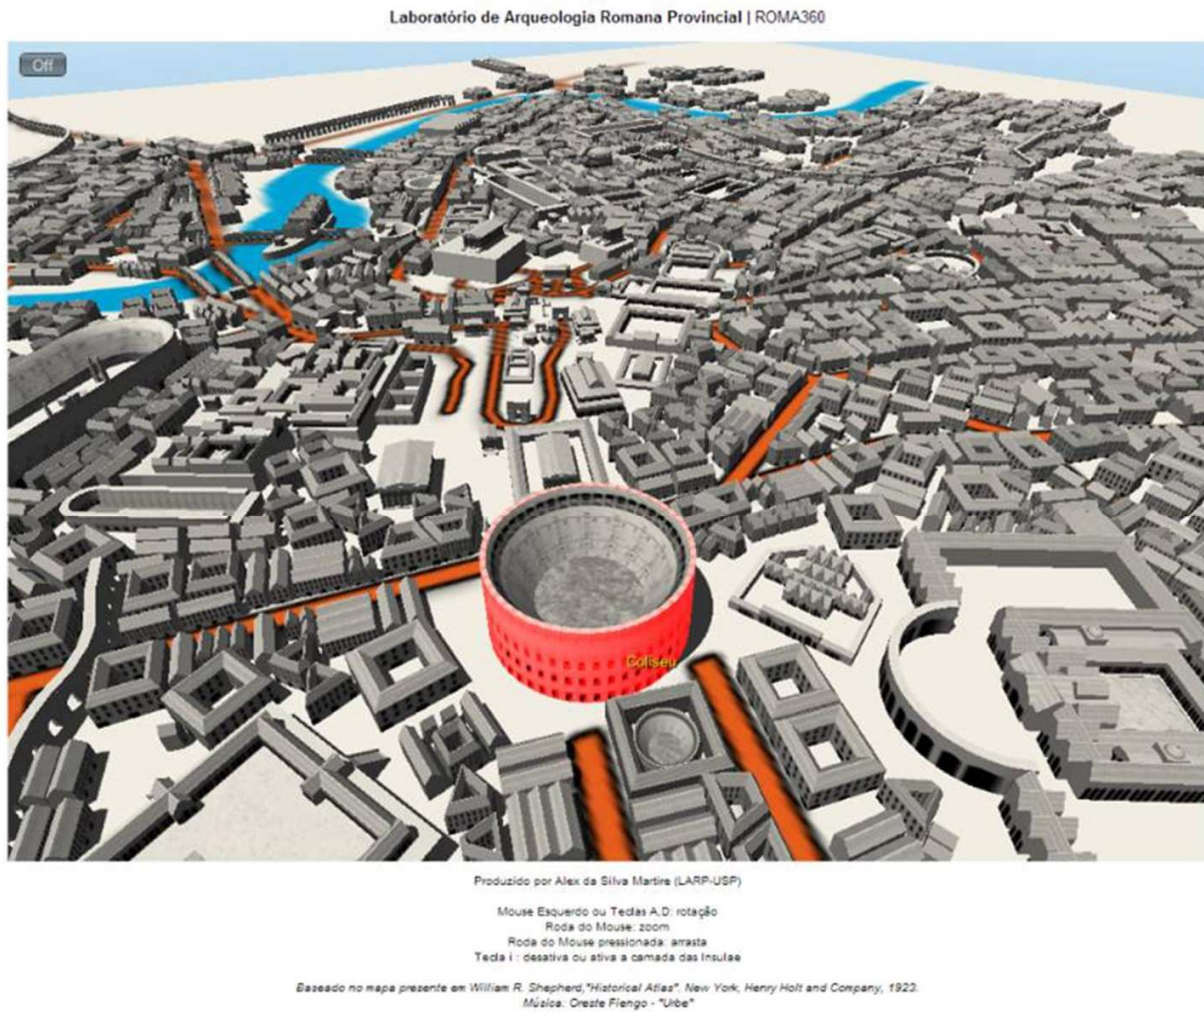 Laboratório de Arqueologia Romana Provincial | ROMA360
Off
Coliseu
Produzido por Alex da Silva Martire (LARP-USP)
Mouse Esquerdo ou Teclas A,D: rotação
Roda do Mouse: zoom
Roda do Mouse pressionada: arrasta
Tecla i : desativa ou ativa a camada das Insulae
Baseado no mapa presente em William R. Shepherd,"Historical Atlas". New York, Henry Holt and Company, 1923.
Música: Oreste Fiengo - "Urbe"